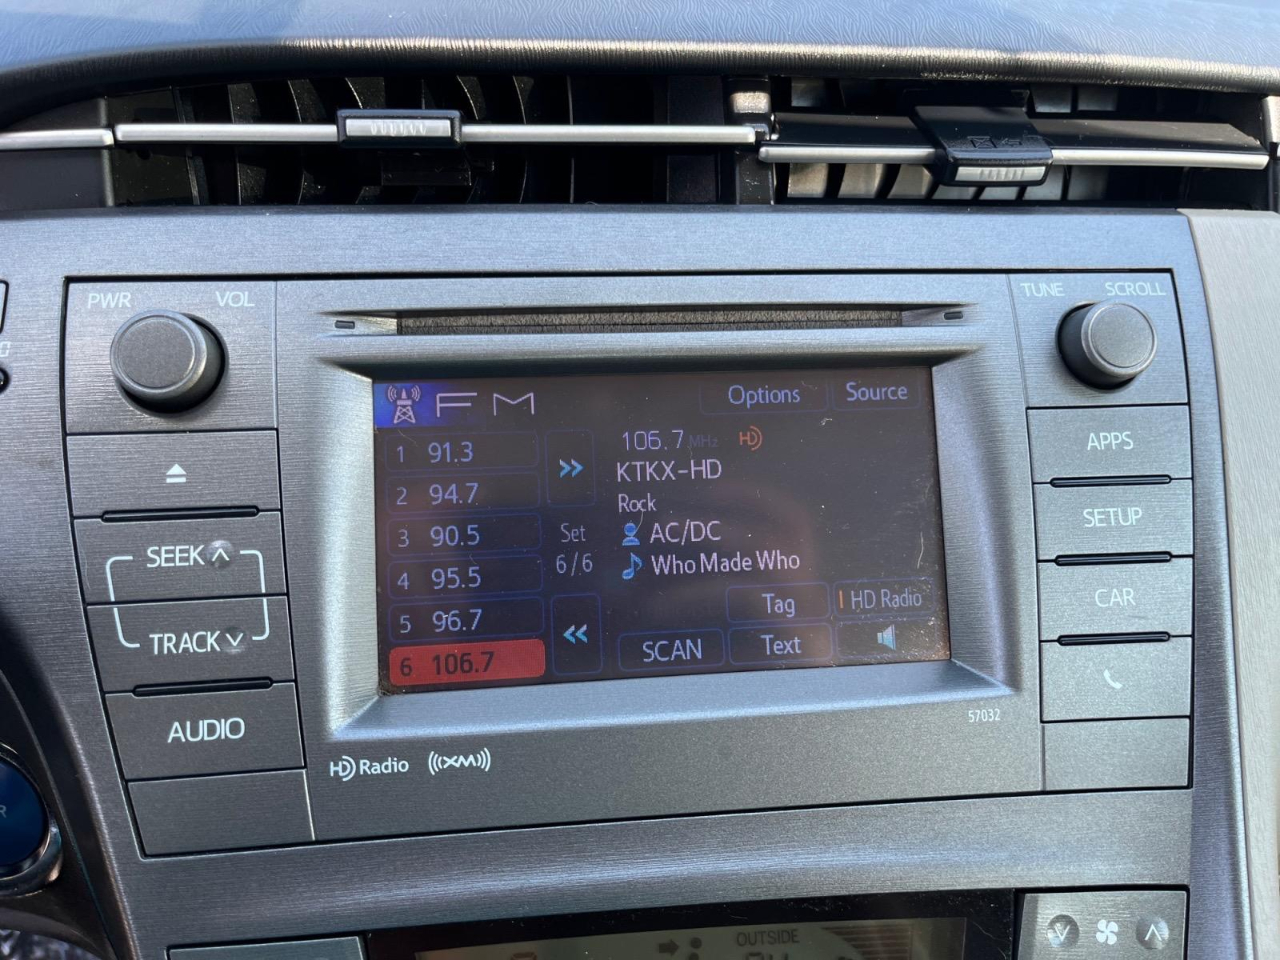 PWR VOL
TUNE SCROLL
FM
Options
Source
1 91.3
2 94.7
3 90.5
4 95.5
5 96.7
6 106.7
Set
6/6
106.7 MHz HD
KTKX-HD
Rock
AC/DC
Who Made Who
Tag
HD Radio
SCAN
Text
SEEK
TRACK
AUDIO
APPS
SETUP
CAR
57032
HD Radio
((XM))
OUTSIDE